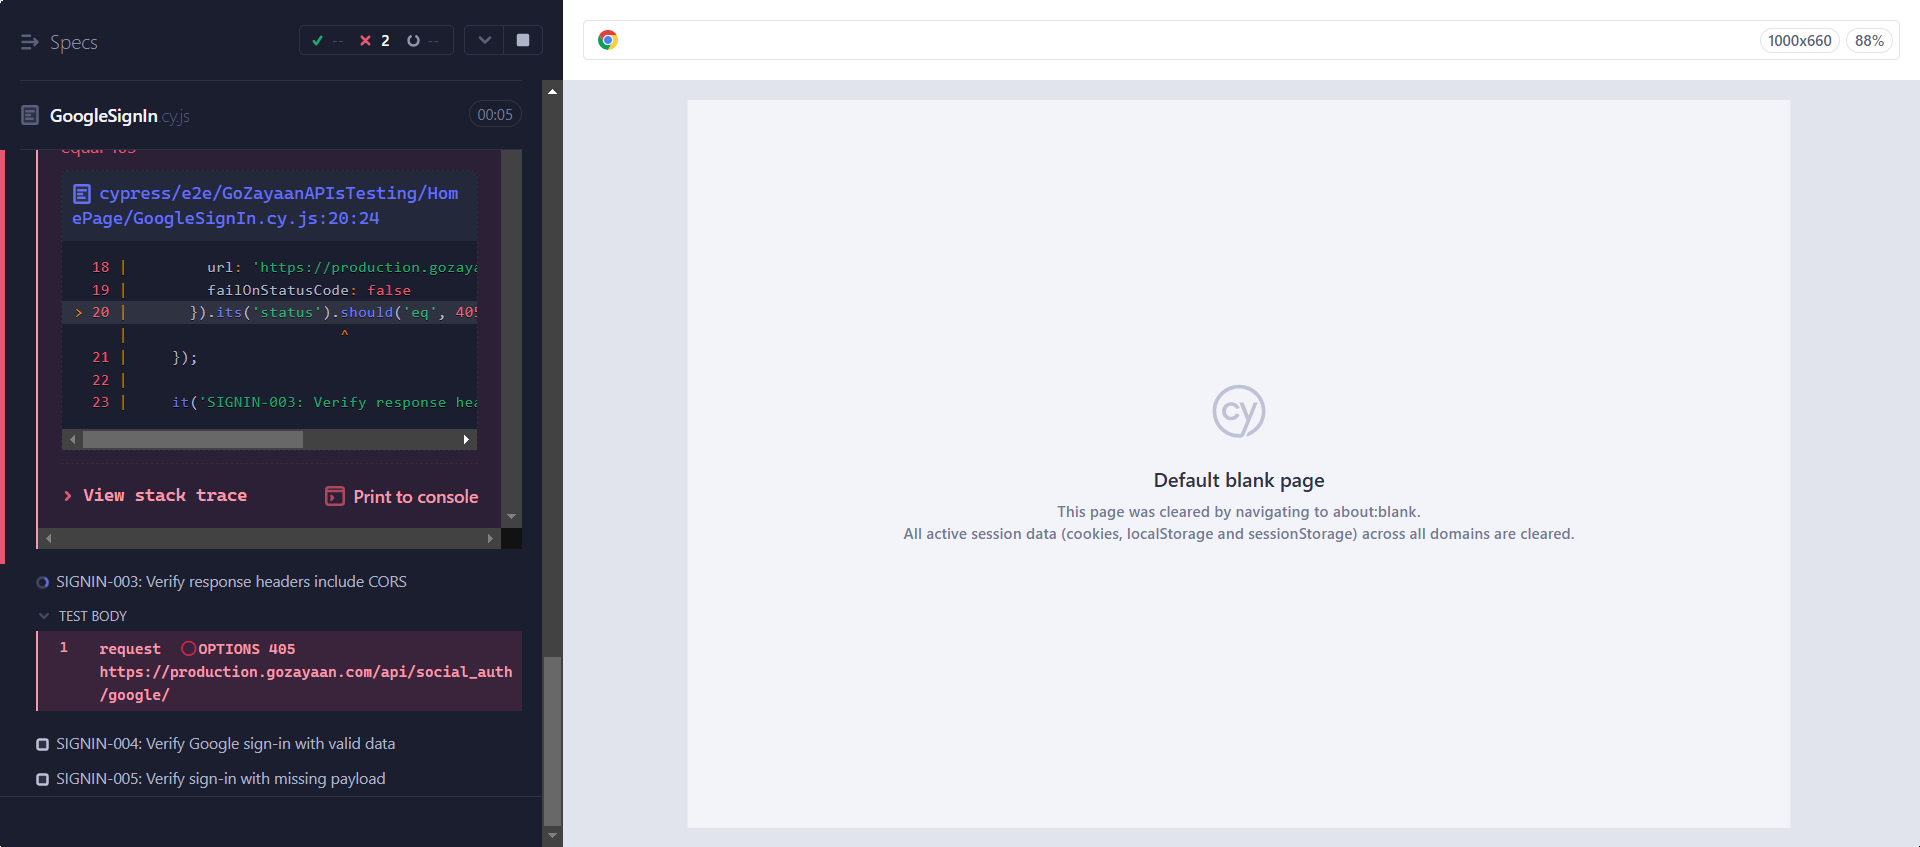 Specs
-- 2 --
1000x660 88%
GoogleSignIn.cy.js 00:05
equal 405
cypress/e2e/GoZayaanAPIsTesting/Hom
ePage/GoogleSignIn.cy.js:20:24
18 | url: 'https://production.gozaya
19 | failOnStatusCode: false
> 20 | }).its('status').should('eq', 405
| ^
21 | });
22 |
23 | it('SIGNIN-003: Verify response hea
View stack trace
Print to console
SIGNIN-003: Verify response headers include CORS
TEST BODY
1 request OPTIONS 405
https://production.gozayaan.com/api/social_auth
/google/
SIGNIN-004: Verify Google sign-in with valid data
SIGNIN-005: Verify sign-in with missing payload
cy
Default blank page
This page was cleared by navigating to about:blank.
All active session data (cookies, localStorage and sessionStorage) across all domains are cleared.